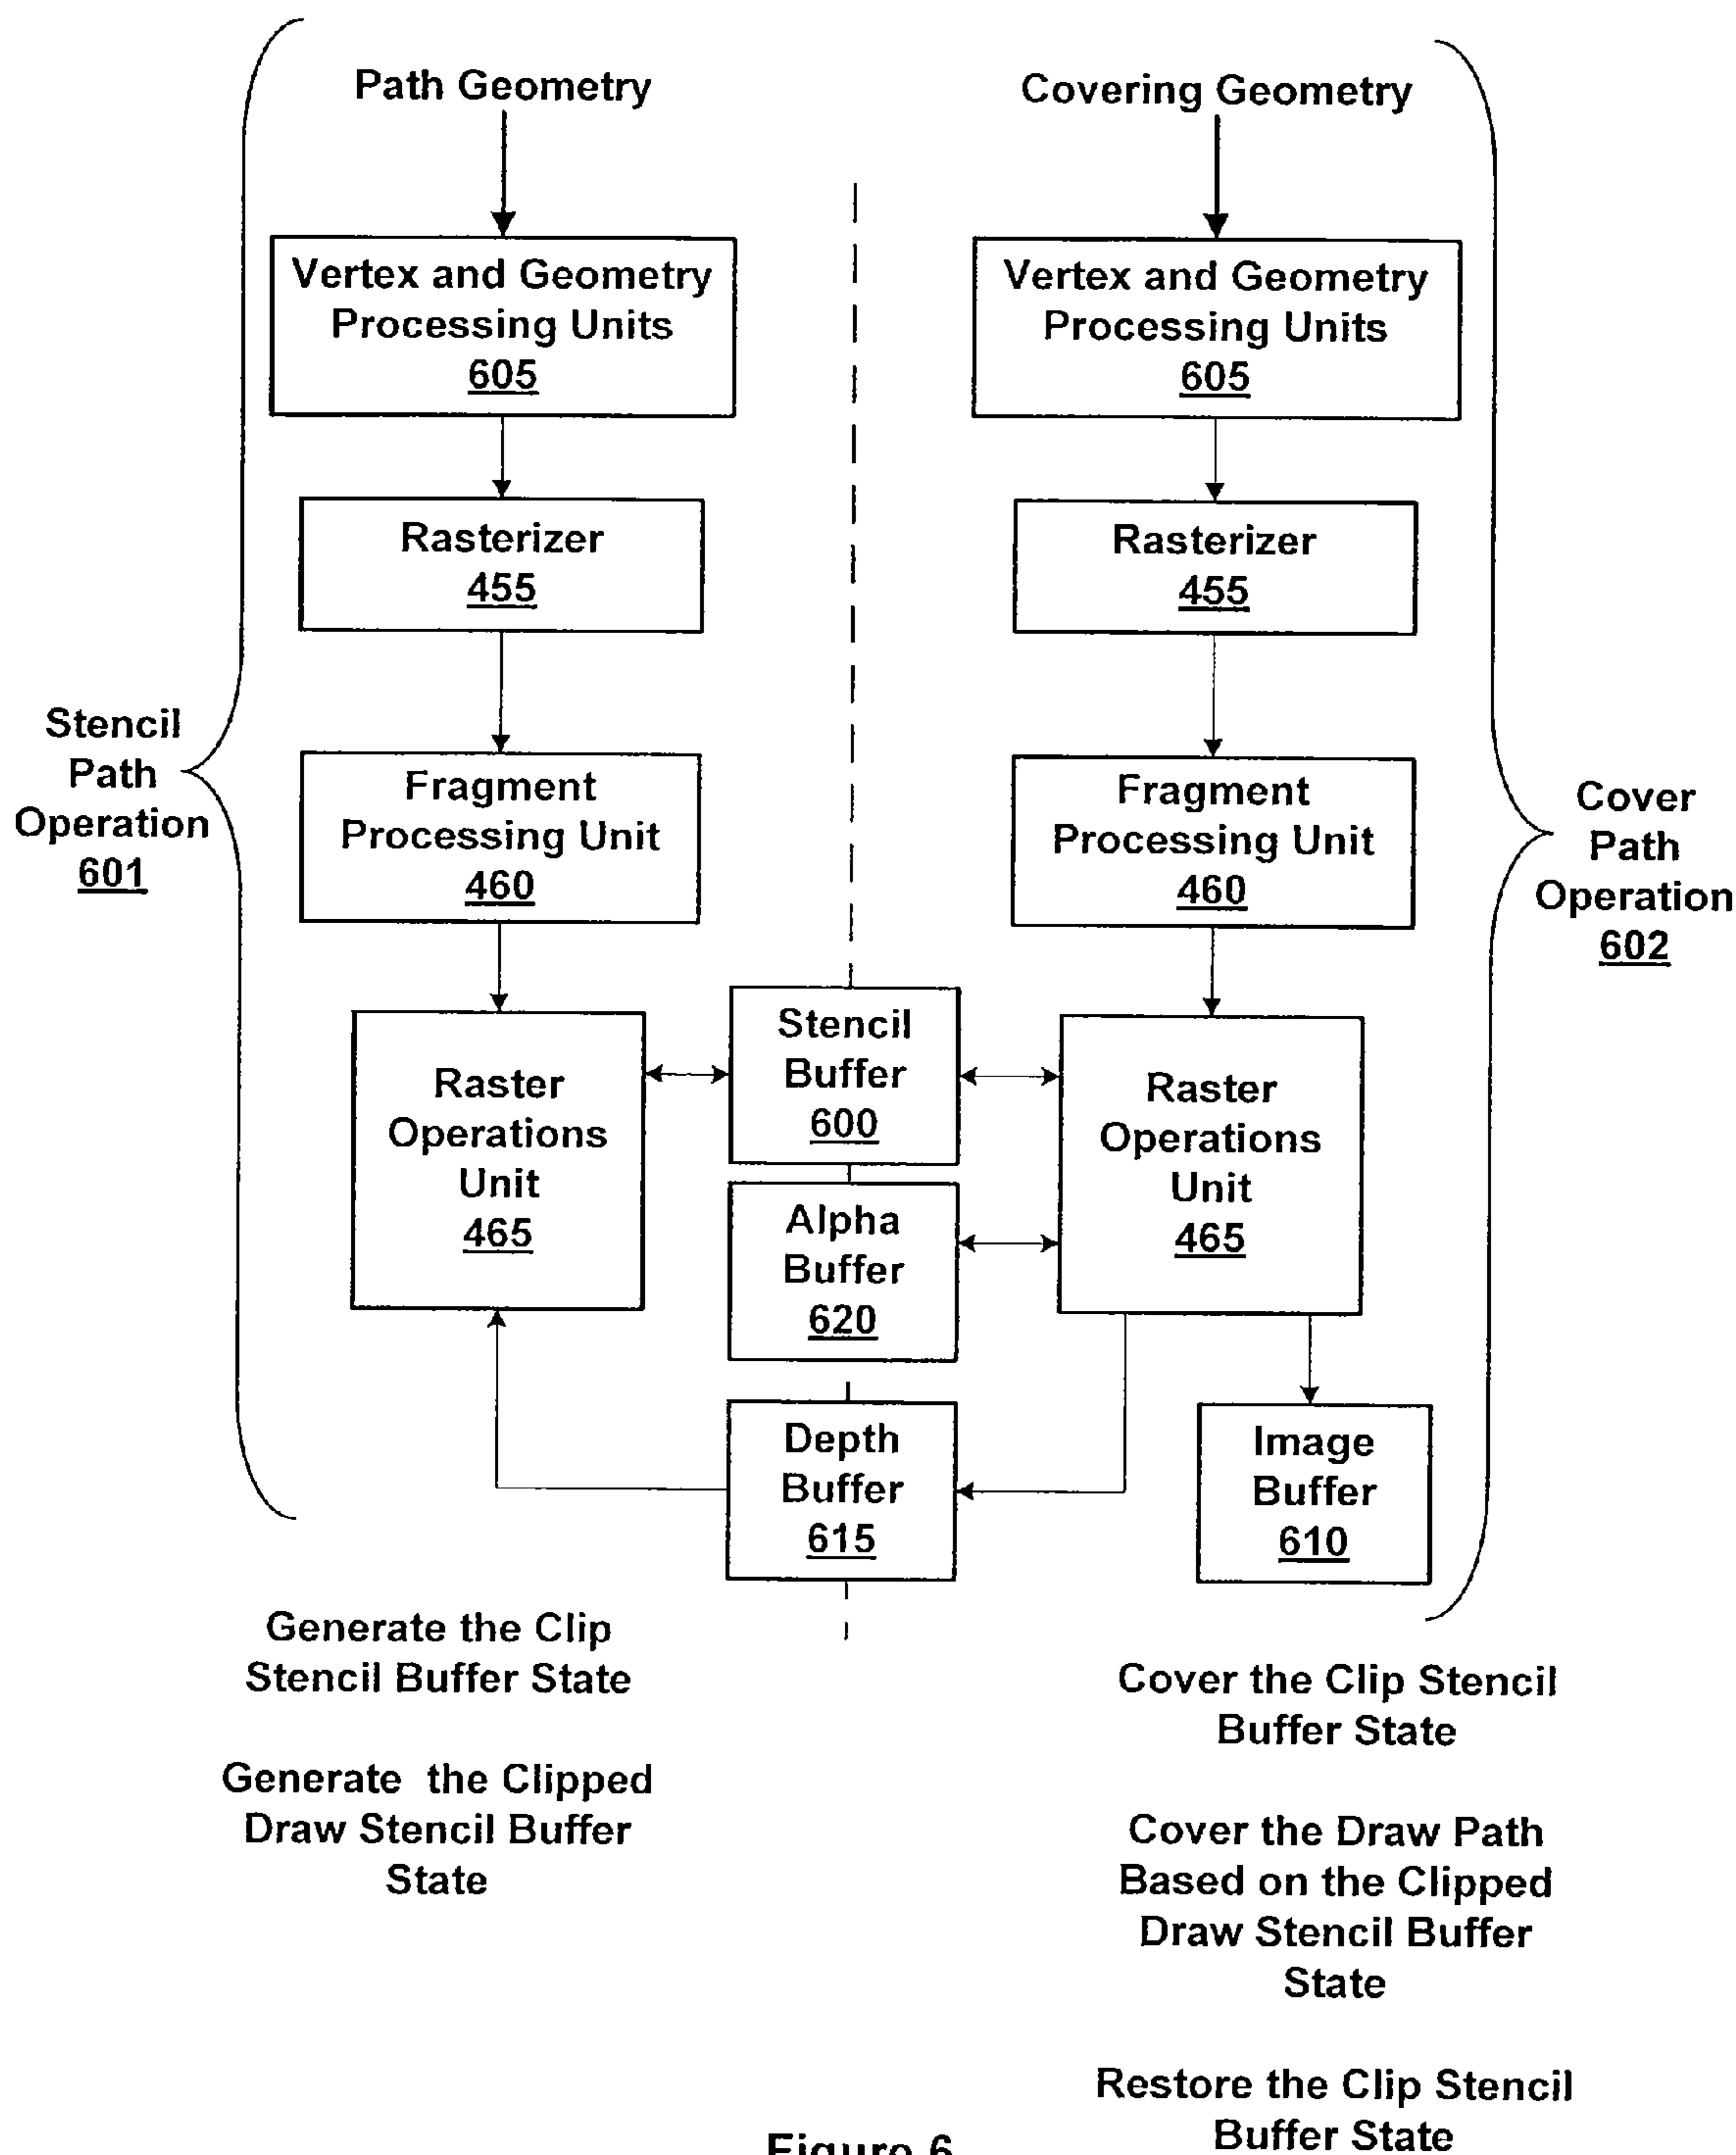 Path Geometry
Vertex and Geometry
Processing Units
605
Rasterizer
455
Fragment
Processing Unit
460
Raster
Operations
Unit
465
Stencil
Path
Operation
601
Stencil
Buffer
600
Alpha
Buffer
620
Depth
Buffer
615
Covering Geometry
Vertex and Geometry
Processing Units
605
Rasterizer
455
Fragment
Processing Unit
460
Raster
Operations
Unit
465
Image
Buffer
610
Cover
Path
Operation
602
Generate the Clip
Stencil Buffer State
Generate the Clipped
Draw Stencil Buffer
State
Cover the Clip Stencil
Buffer State
Cover the Draw Path
Based on the Clipped
Draw Stencil Buffer
State
Restore the Clip Stencil
Buffer State
Figure 6